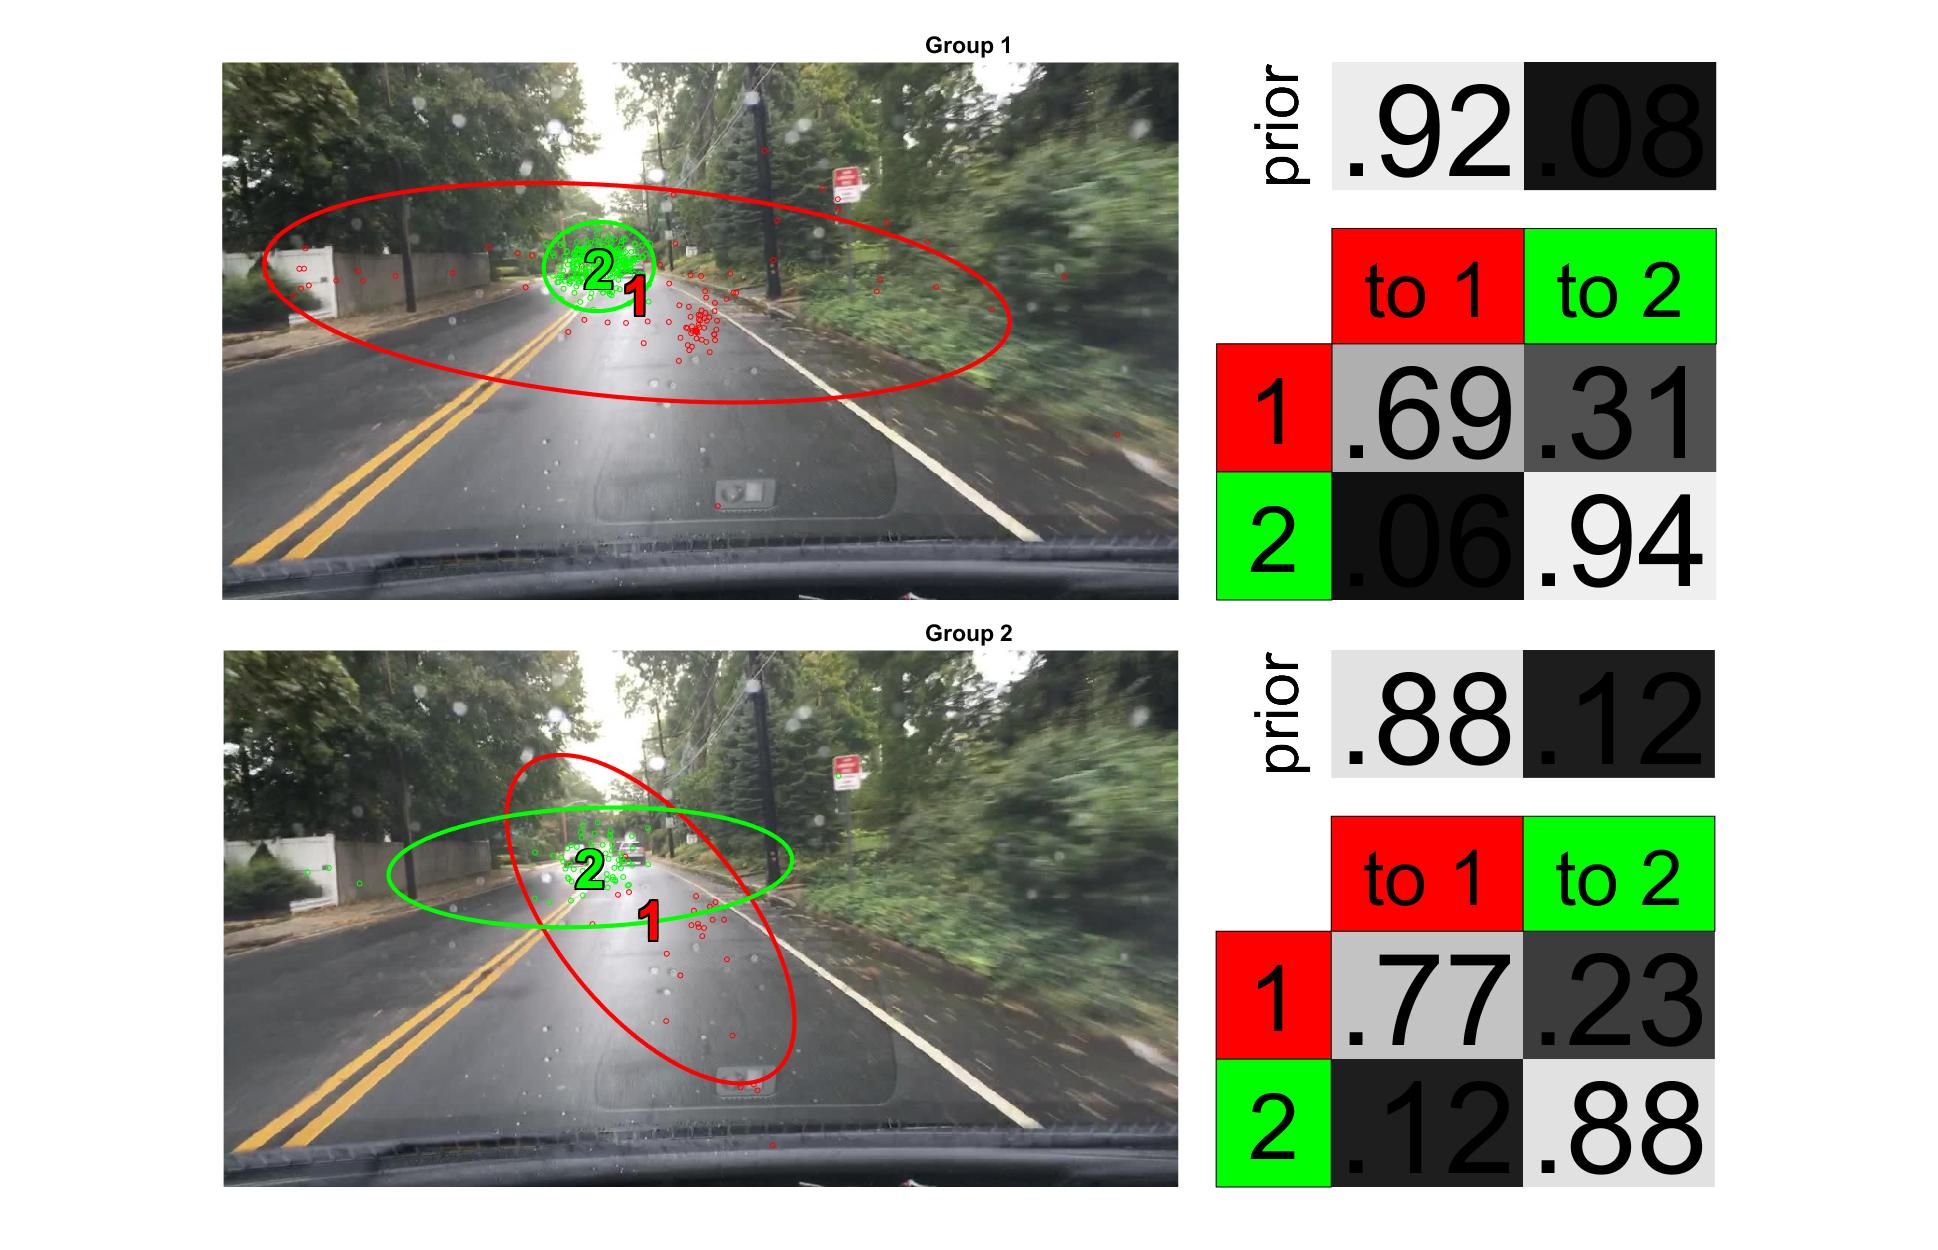 Group 1
prior .92 .08
2
1
to 1 to 2
1 .69 .31
2 .06 .94
Group 2
prior .88 .12
2
1
to 1 to 2
1 .77 .23
2 .12 .88